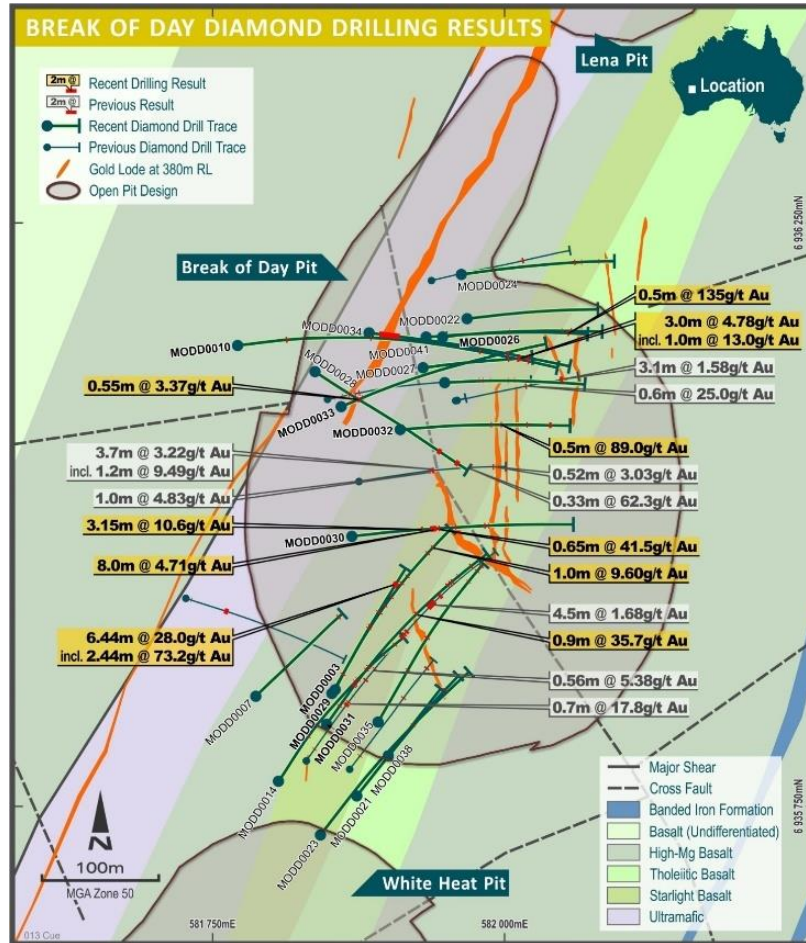 BREAK OF DAY DIAMOND DRILLING RESULTS
Lena Pit
Location
2m @
Recent Drilling Result
2m @
Previous Result
Recent Diamond Drill Trace
Previous Diamond Drill Trace
Gold Lode at 380m RL
Open Pit Design
6 936 250mN
Break of Day Pit
MODD0024
MODD0022
MODD0034
MODD0026
MODD0010
MODD0041
MODD0027
MODD0028
MODD0033
MODD0032
0.5m @ 135g/t Au
3.0m @ 4.78g/t Au
incl. 1.0m @ 13.0g/t Au
3.1m @ 1.58g/t Au
0.6m @ 25.0g/t Au
0.55m @ 3.37g/t Au
0.5m @ 89.0g/t Au
3.7m @ 3.22g/t Au
incl. 1.2m @ 9.49g/t Au
0.52m @ 3.03g/t Au
1.0m @ 4.83g/t Au
0.33m @ 62.3g/t Au
3.15m @ 10.6g/t Au
MODD0030
0.65m @ 41.5g/t Au
8.0m @ 4.71g/t Au
1.0m @ 9.60g/t Au
4.5m @ 1.68g/t Au
6.44m @ 28.0g/t Au
incl. 2.44m @ 73.2g/t Au
0.9m @ 35.7g/t Au
0.56m @ 5.38g/t Au
0.7m @ 17.8g/t Au
MODD0003
MODD0007
MODD0029
MODD0031
MODD0035
MODD0038
MODD0014
MODD0021
MODD0023
Major Shear
Cross Fault
Banded Iron Formation
Basalt (Undifferentiated)
High-Mg Basalt
Tholeiitic Basalt
Starlight Basalt
Ultramafic
6 935 750mN
N
100m
MGA Zone 50
White Heat Pit
013 Cue
581 750mE
582 000mE